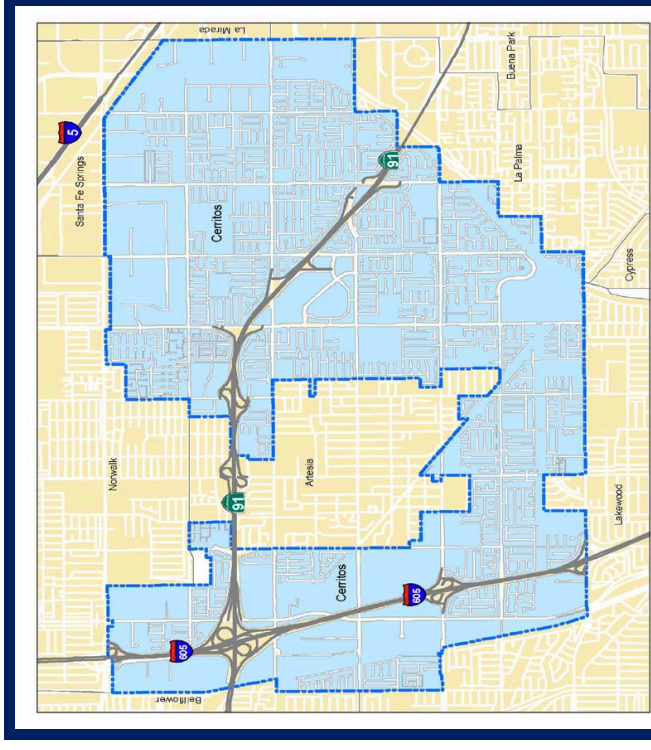 La Mirada
5
Santa Fe Springs
Buena Park
91
La Palma
Cerritos
Cypress
Norwalk
Artesia
91
Lakewood
Cerritos
605
605
Bellflower